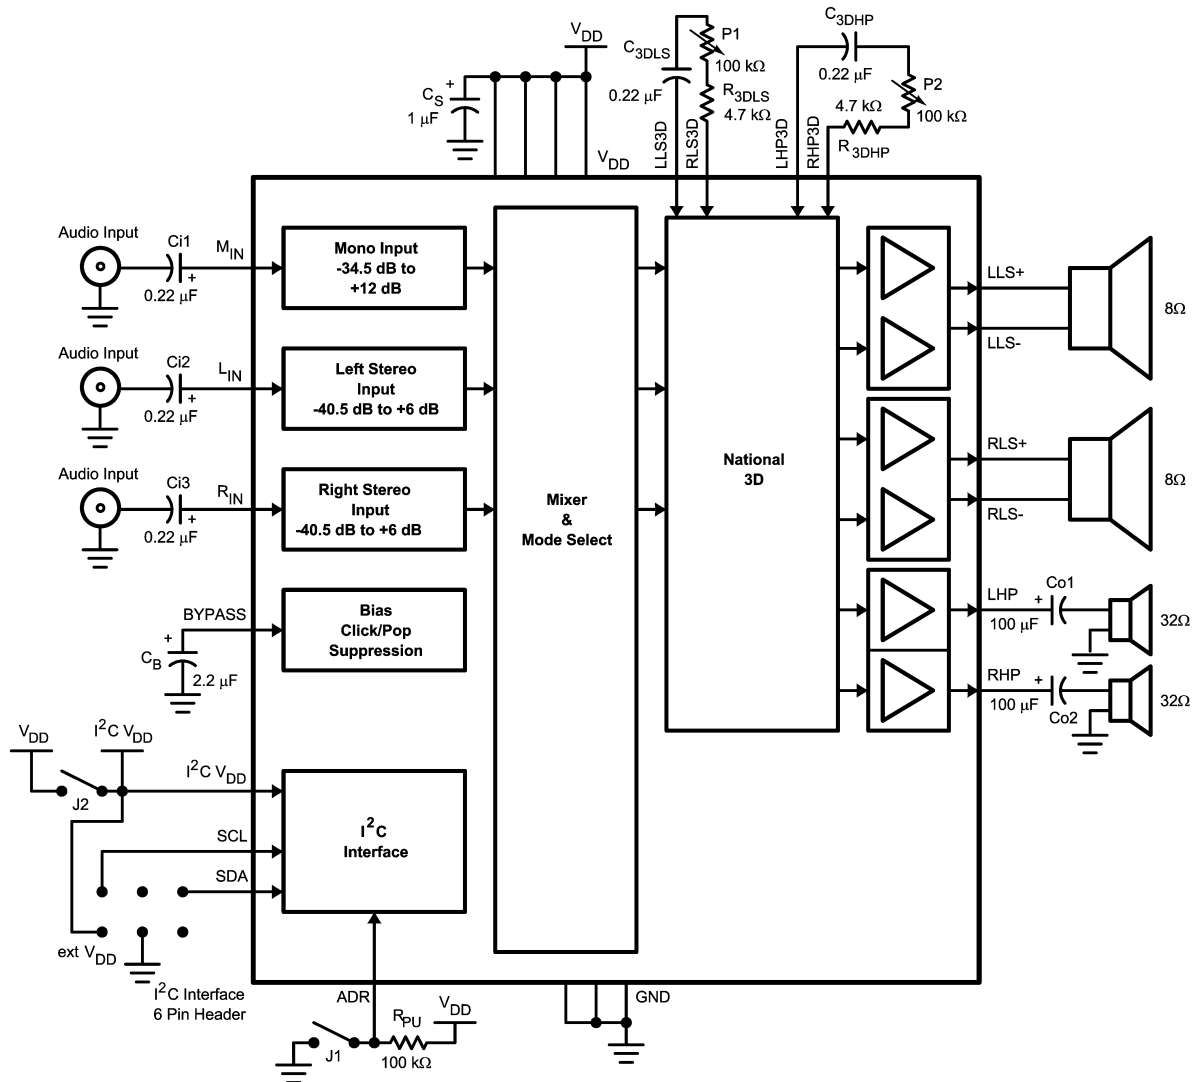 VDD
CS
+
1 µF
VDD
C3DLS
0.22 µF
P1
100 kΩ
R3DLS
4.7 kΩ
LLS3D
RLS3D
C3DHP
0.22 µF
P2
100 kΩ
4.7 kΩ
R3DHP
LHP3D
RHP3D
Audio Input
Ci1
+
0.22 µF
MIN
Mono Input
-34.5 dB to
+12 dB
Audio Input
Ci2
+
0.22 µF
LIN
Left Stereo
Input
-40.5 dB to +6 dB
Audio Input
Ci3
+
0.22 µF
RIN
Right Stereo
Input
-40.5 dB to +6 dB
BYPASS
+
CB
2.2 µF
Bias
Click/Pop
Suppression
Mixer
&
Mode Select
National
3D
LLS+
LLS-
8Ω
RLS+
RLS-
8Ω
LHP
+
Co1
100 µF
32Ω
RHP
+
100 µF
Co2
32Ω
VDD
I2C VDD
J2
I2C VDD
SCL
SDA
I2C
Interface
ext VDD
I2C Interface
6 Pin Header
ADR
J1
RPU
100 kΩ
VDD
GND